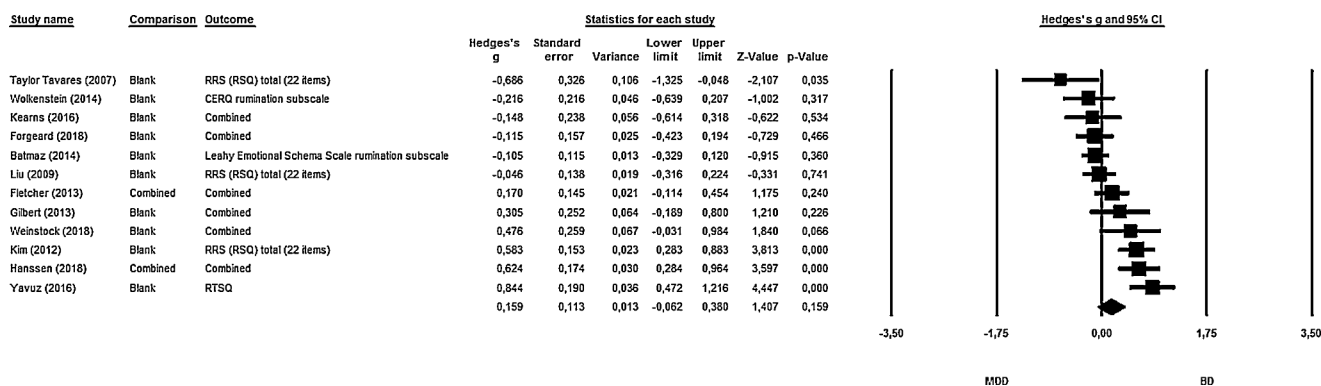 Study name Comparison Outcome Statistics for each study Hedges's g and 95% CI
Hedges's g Standard error Variance Lower limit Upper limit Z-Value p-Value
Taylor Tavares (2007) Blank RRS (RSQ) total (22 items) -0,686 0,326 0,106 -1,325 -0,048 -2,107 0,035
Wolkenstein (2014) Blank CERQ rumination subscale -0,216 0,216 0,046 -0,639 0,207 -1,002 0,317
Kearns (2016) Blank Combined -0,148 0,238 0,056 -0,614 0,318 -0,622 0,534
Forgeard (2018) Blank Combined -0,115 0,157 0,025 -0,423 0,194 -0,729 0,466
Batmaz (2014) Blank Leahy Emotional Schema Scale rumination subscale -0,105 0,115 0,013 -0,329 0,120 -0,915 0,360
Liu (2009) Blank RRS (RSQ) total (22 items) -0,046 0,138 0,019 -0,316 0,224 -0,331 0,741
Fletcher (2013) Combined Combined 0,170 0,145 0,021 -0,114 0,454 1,175 0,240
Gilbert (2013) Blank Combined 0,305 0,252 0,064 -0,189 0,800 1,210 0,226
Weinstock (2018) Blank Combined 0,476 0,259 0,067 -0,031 0,984 1,840 0,066
Kim (2012) Blank RRS (RSQ) total (22 items) 0,583 0,153 0,023 0,283 0,883 3,813 0,000
Hanssen (2018) Combined Combined 0,624 0,174 0,030 0,284 0,964 3,597 0,000
Yavuz (2016) Blank RTSQ 0,844 0,190 0,036 0,472 1,216 4,447 0,000
0,159 0,113 0,013 -0,062 0,380 1,407 0,159
-3,50 -1,75 0,00 1,75 3,50
MDD BD